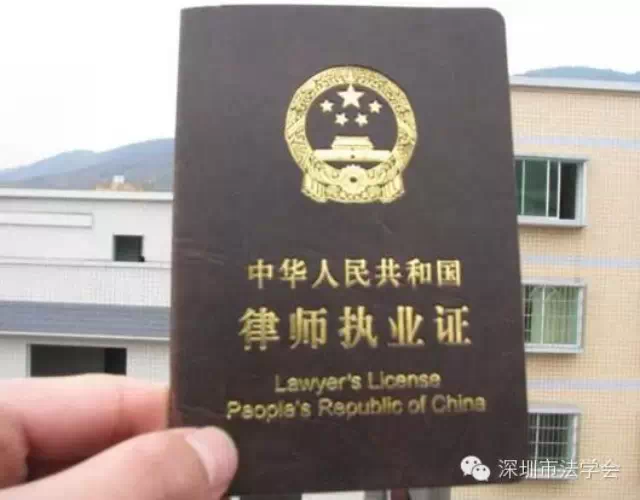 中华人民共和国
律师执业证
Lawyer's License
People's Republic of China
深圳市法学会